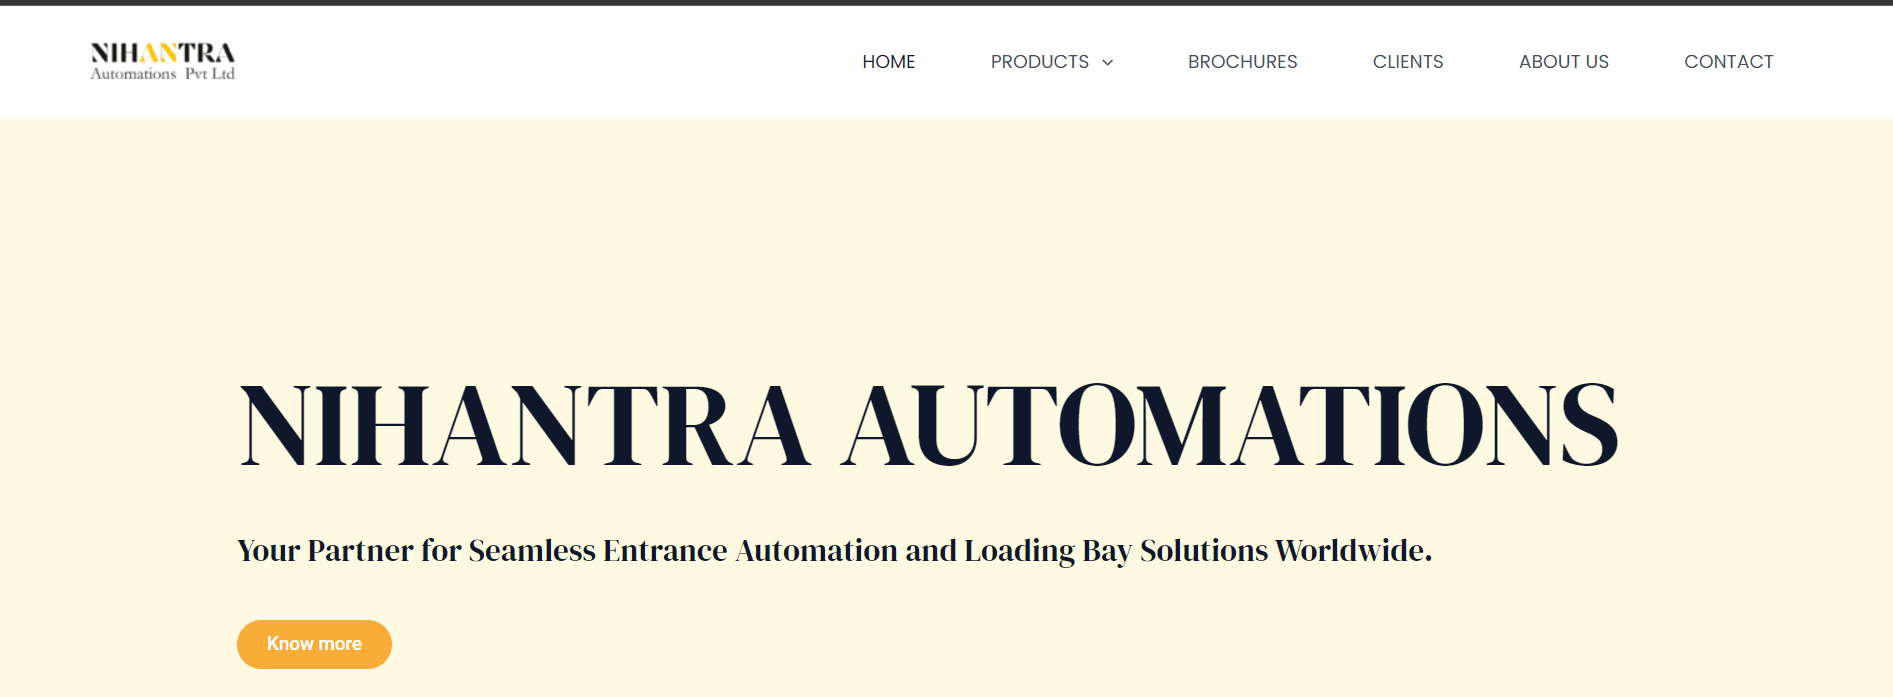 NIHANTRA
Automations Pvt Ltd
HOME PRODUCTS BROCHURES CLIENTS ABOUT US CONTACT
NIHANTRA AUTOMATIONS
Your Partner for Seamless Entrance Automation and Loading Bay Solutions Worldwide.
Know more